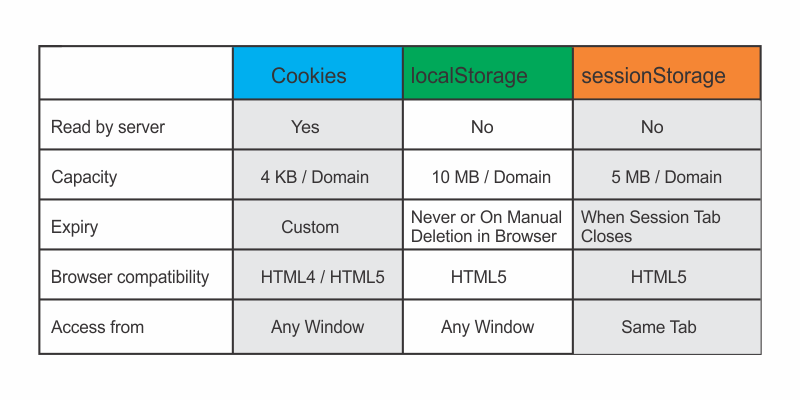 Cookies localStorage sessionStorage
Read by server Yes No No
Capacity 4 KB / Domain 10 MB / Domain 5 MB / Domain
Expiry Custom Never or On Manual Deletion in Browser When Session Tab Closes
Browser compatibility HTML4 / HTML5 HTML5 HTML5
Access from Any Window Any Window Same Tab